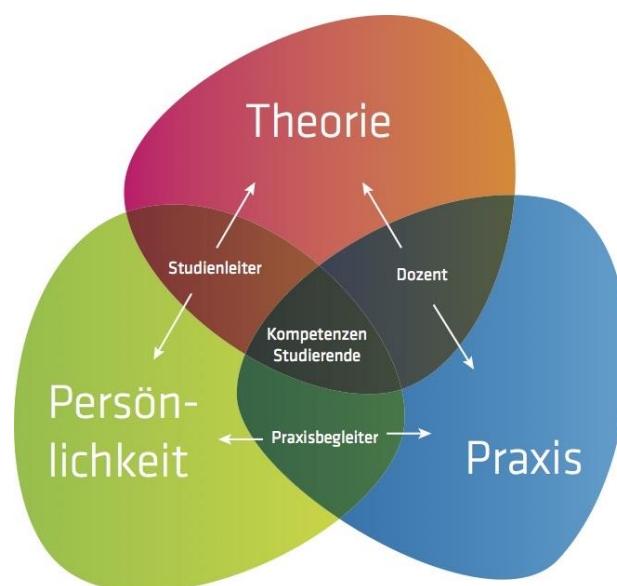 Theorie
Studienleiter
Dozent
Kompetenzen
Studierende
Persön-
lichkeit
Praxisbegleiter
Praxis